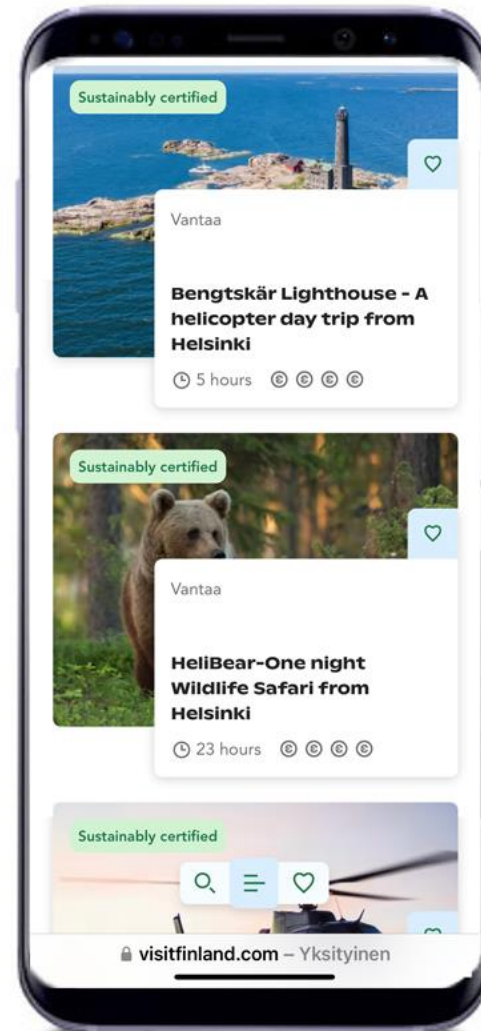 Sustainably certified
Vantaa
Bengtskär Lighthouse - A
helicopter day trip from
Helsinki
5 hours € € € €
Sustainably certified
Vantaa
HeliBear-One night
Wildlife Safari from
Helsinki
23 hours € € € €
Sustainably certified
visitfinland.com – Yksityinen